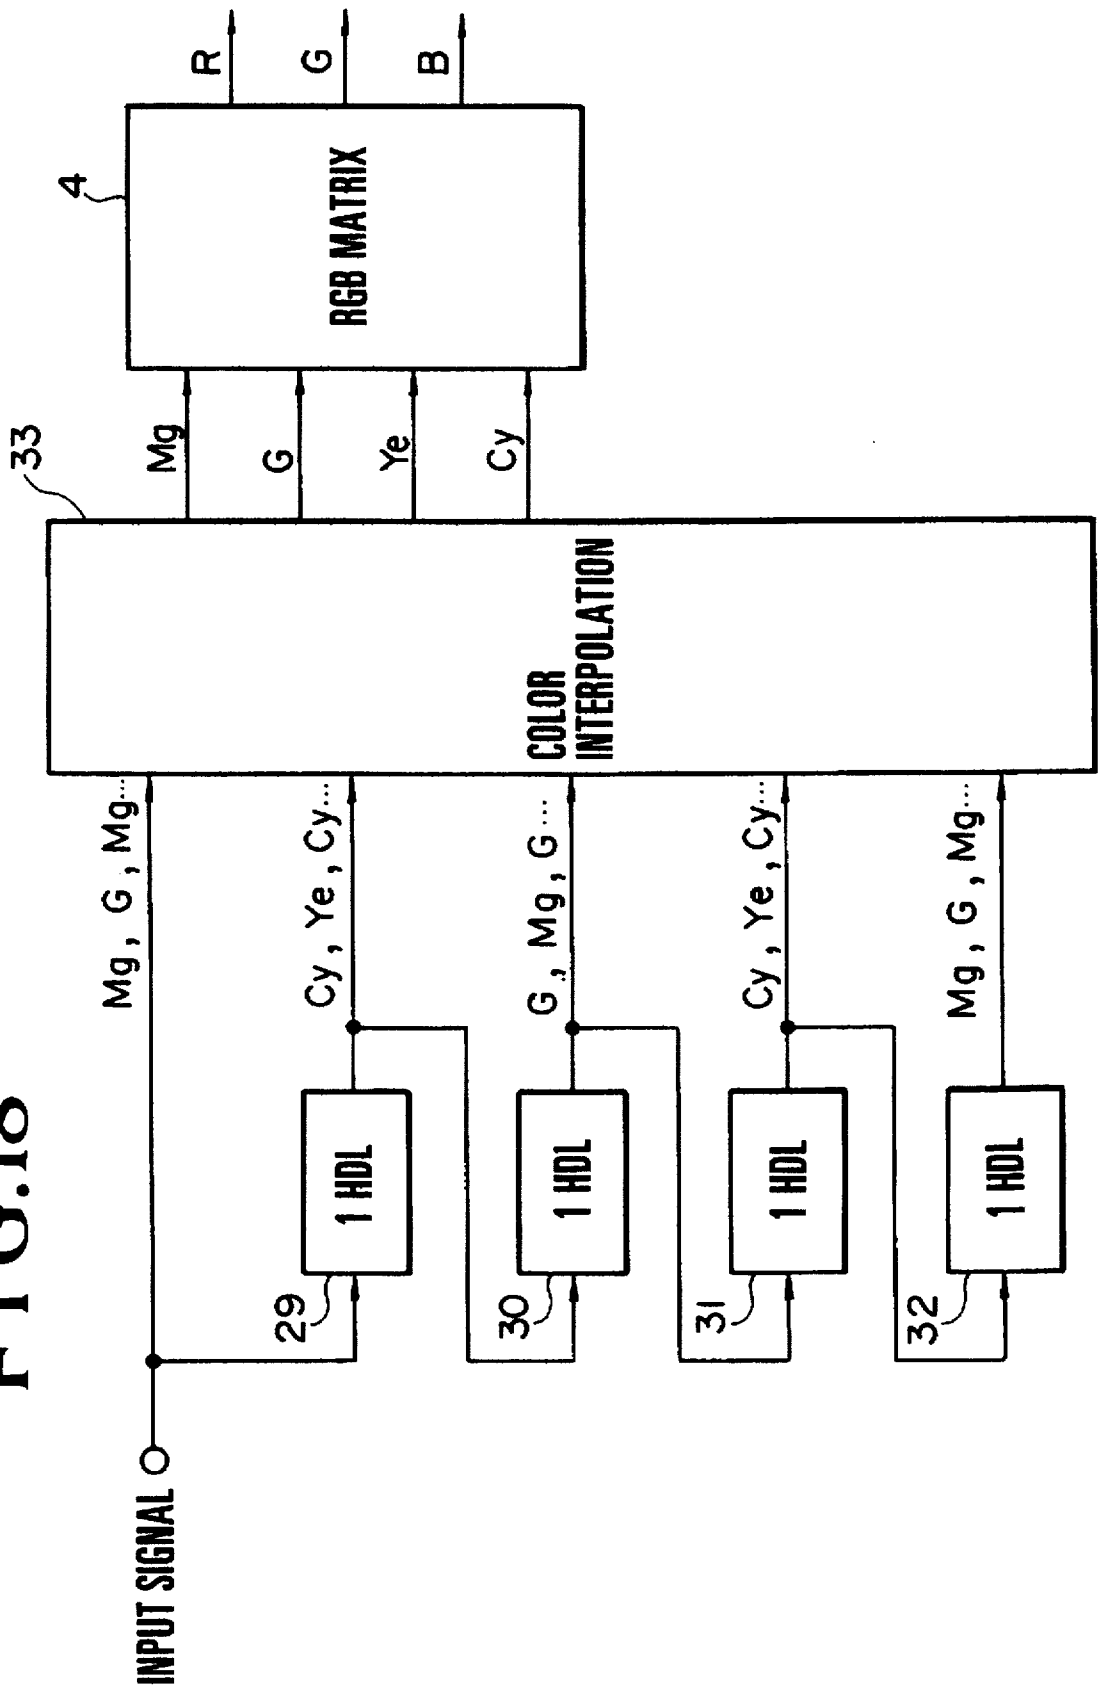 FIG.18
INPUT SIGNAL
29
1 HDL
30
1 HDL
31
1 HDL
32
1 HDL
Mg, G, Mg...
Cy, Ye, Cy...
G, Mg, G...
Cy, Ye, Cy...
Mg, G, Mg...
33
COLOR
INTERPOLATION
Mg
G
Ye
Cy
4
RGB MATRIX
R
G
B